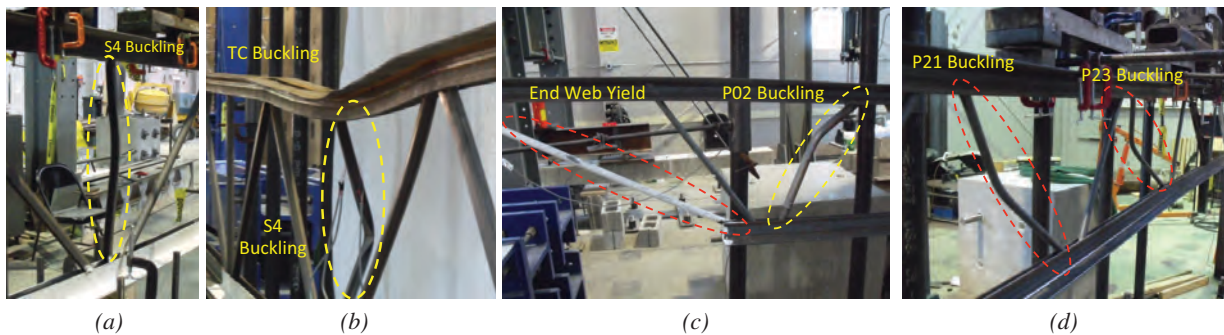 S4 Buckling
TC Buckling
S4
Buckling
End Web Yield
P02 Buckling
P21 Buckling
P23 Buckling
(a)
(b)
(c)
(d)